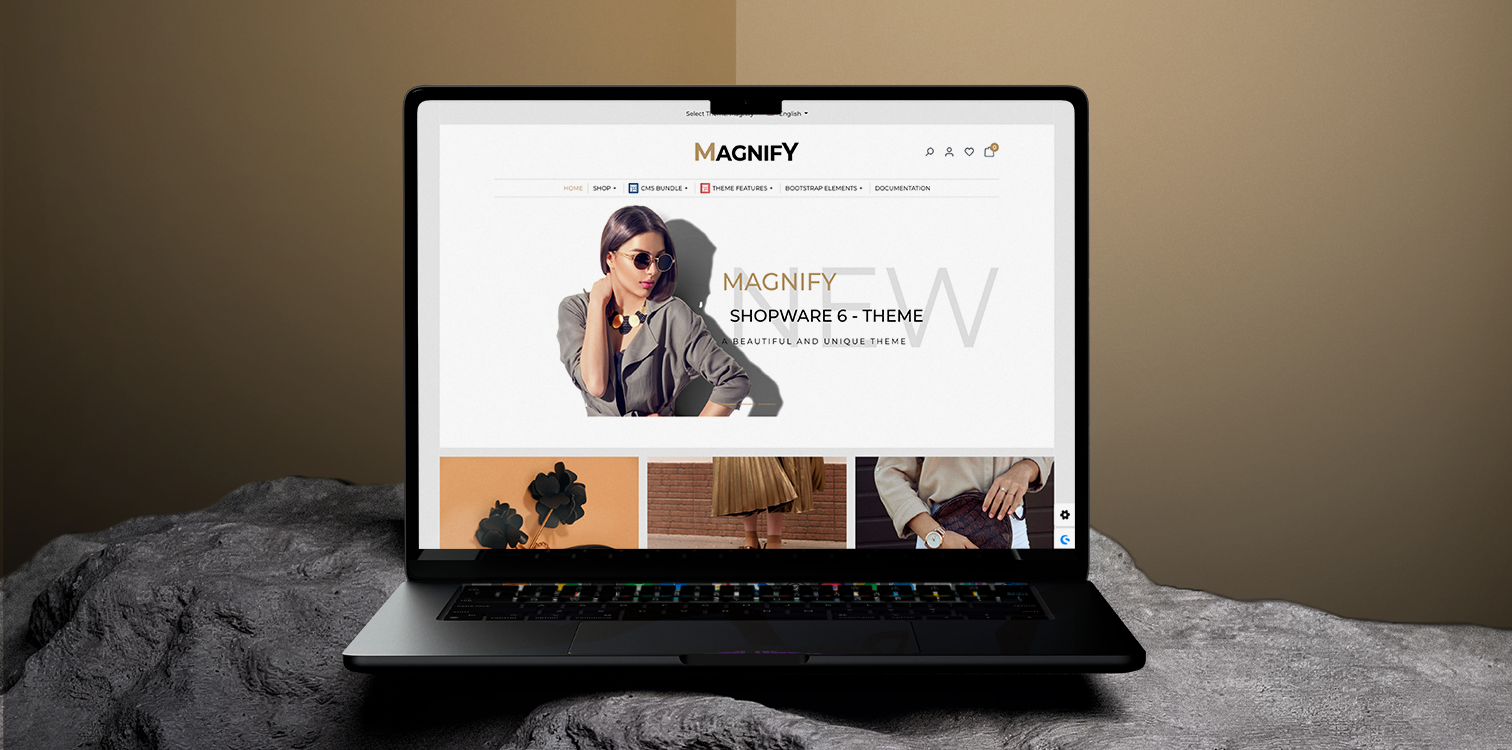 Select Theme: Magnify English
MAGNIFY
0
HOME SHOP CMS BUNDLE THEME FEATURES BOOTSTRAP ELEMENTS DOCUMENTATION
NEW
MAGNIFY
SHOPWARE 6 - THEME
A BEAUTIFUL AND UNIQUE THEME